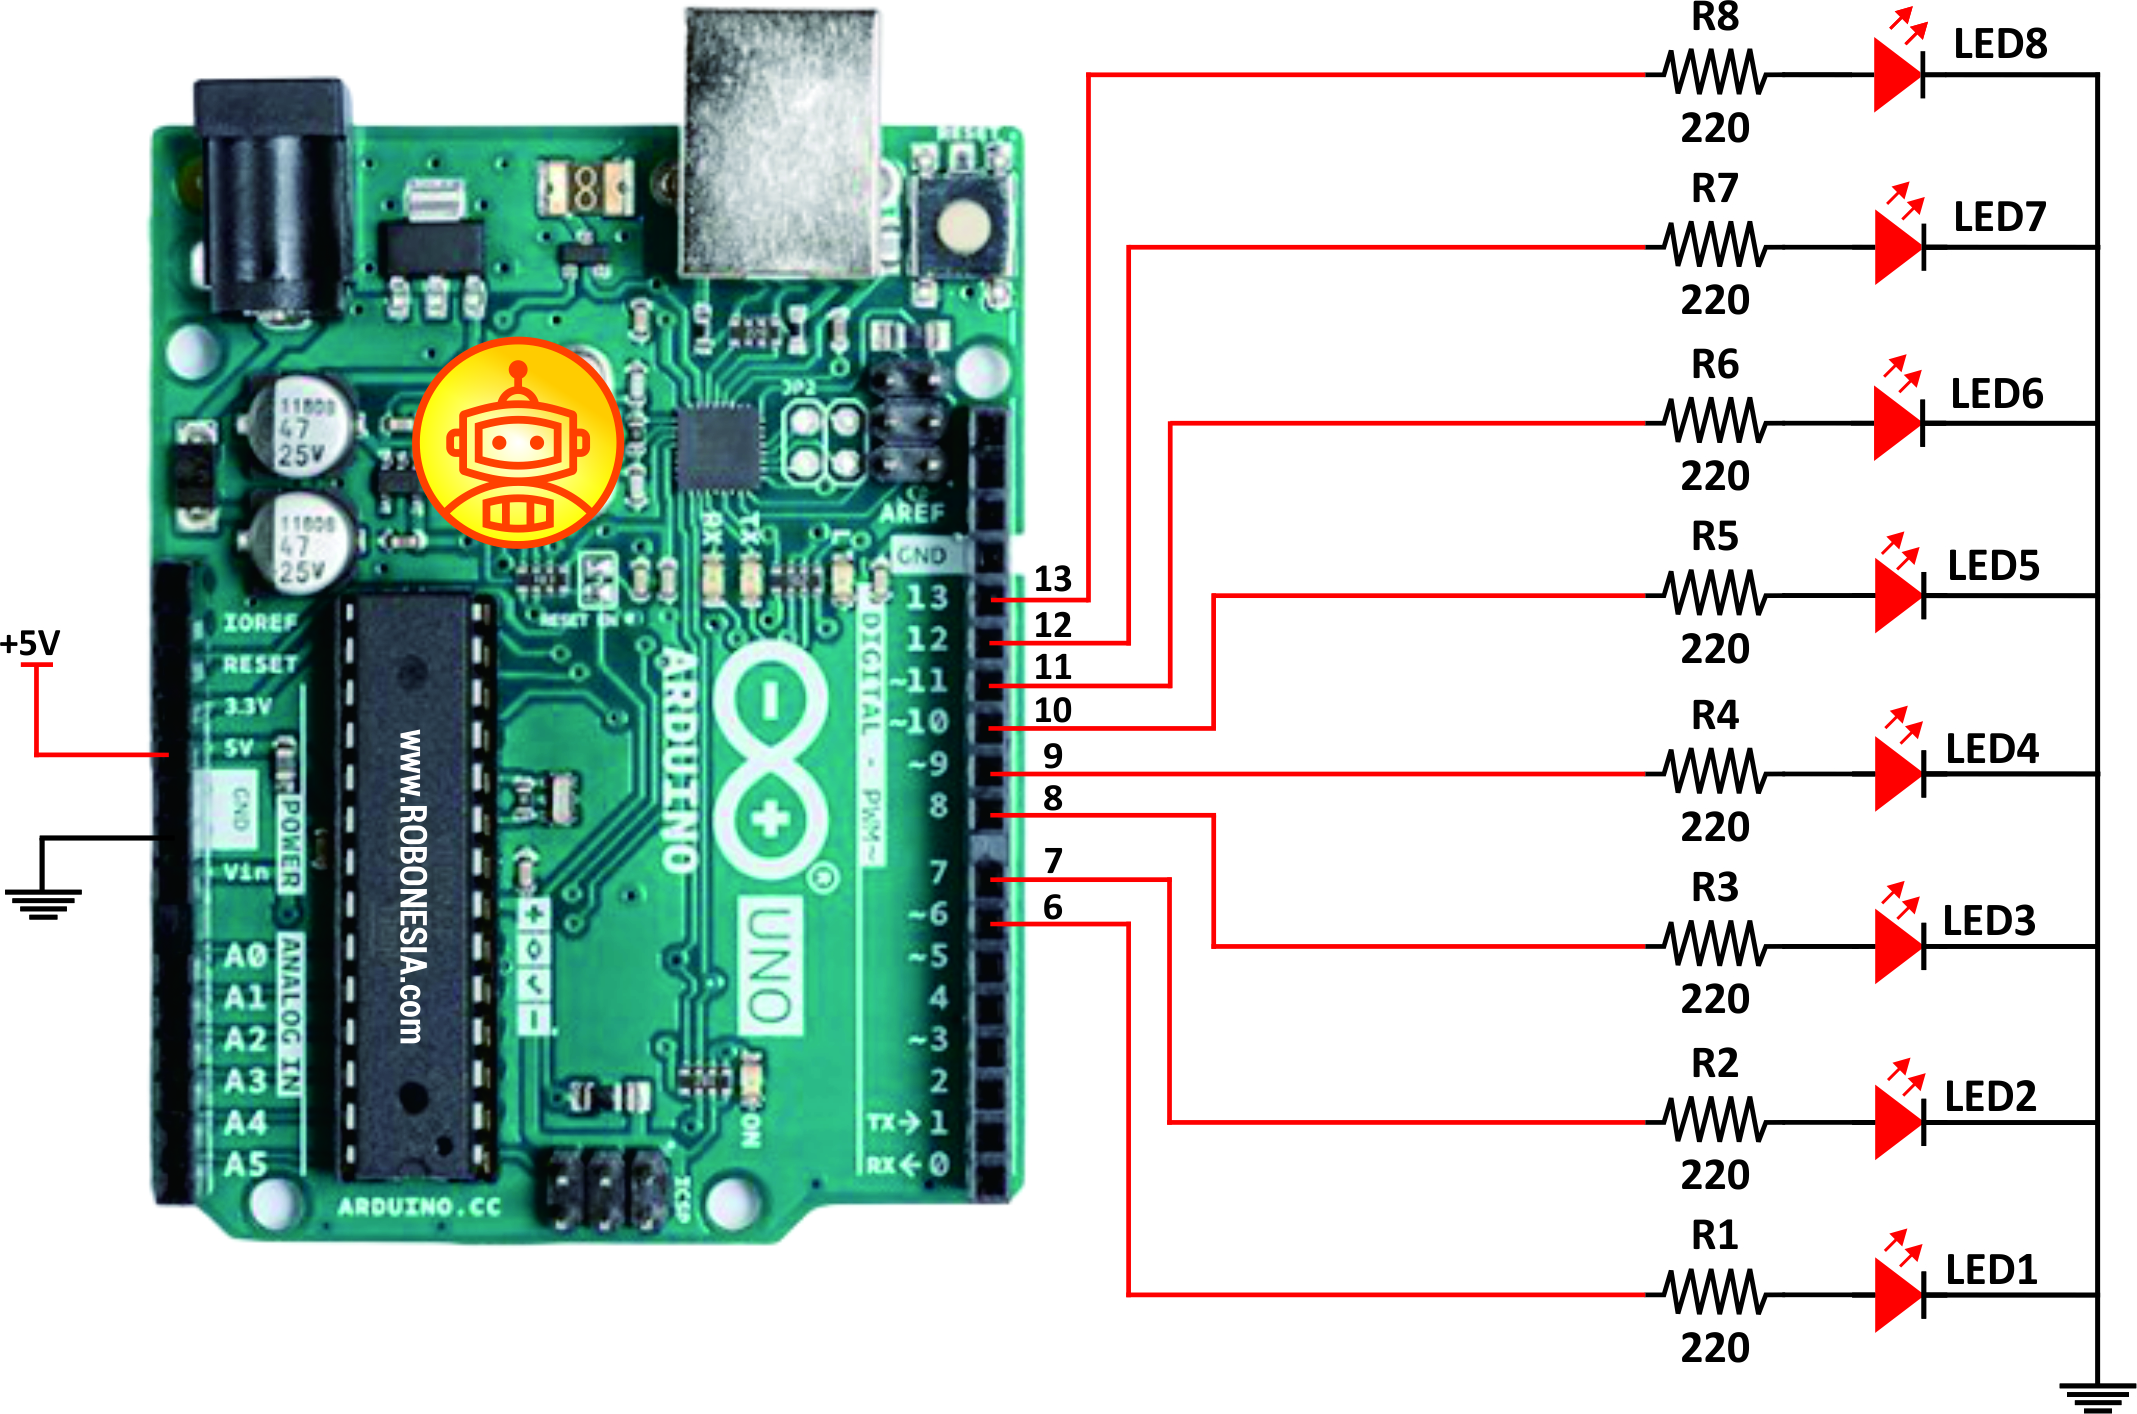 R8
LED8
220
R7
LED7
220
R6
LED6
220
R5
LED5
220
R4
LED4
220
R3
LED3
220
R2
LED2
220
R1
LED1
220
13
12
11
10
9
8
7
6
+5V
RESET
11808
47
25V
11808
47
25V
JP2
RX
TX
L
AREF
GND
13
12
~11
~10
~9
8
7
~6
~5
4
~3
2
TX→ 1
RX← 0
DIGITAL - PWM~
RESET EN
IOREF
RESET
3.3V
5V
GND
Vin
POWER
A0
A1
A2
A3
A4
A5
ANALOG IN
www.ROBONESIA.com
ARDUINO
®
UNO
ON
ICSP
ARDUINO.CC